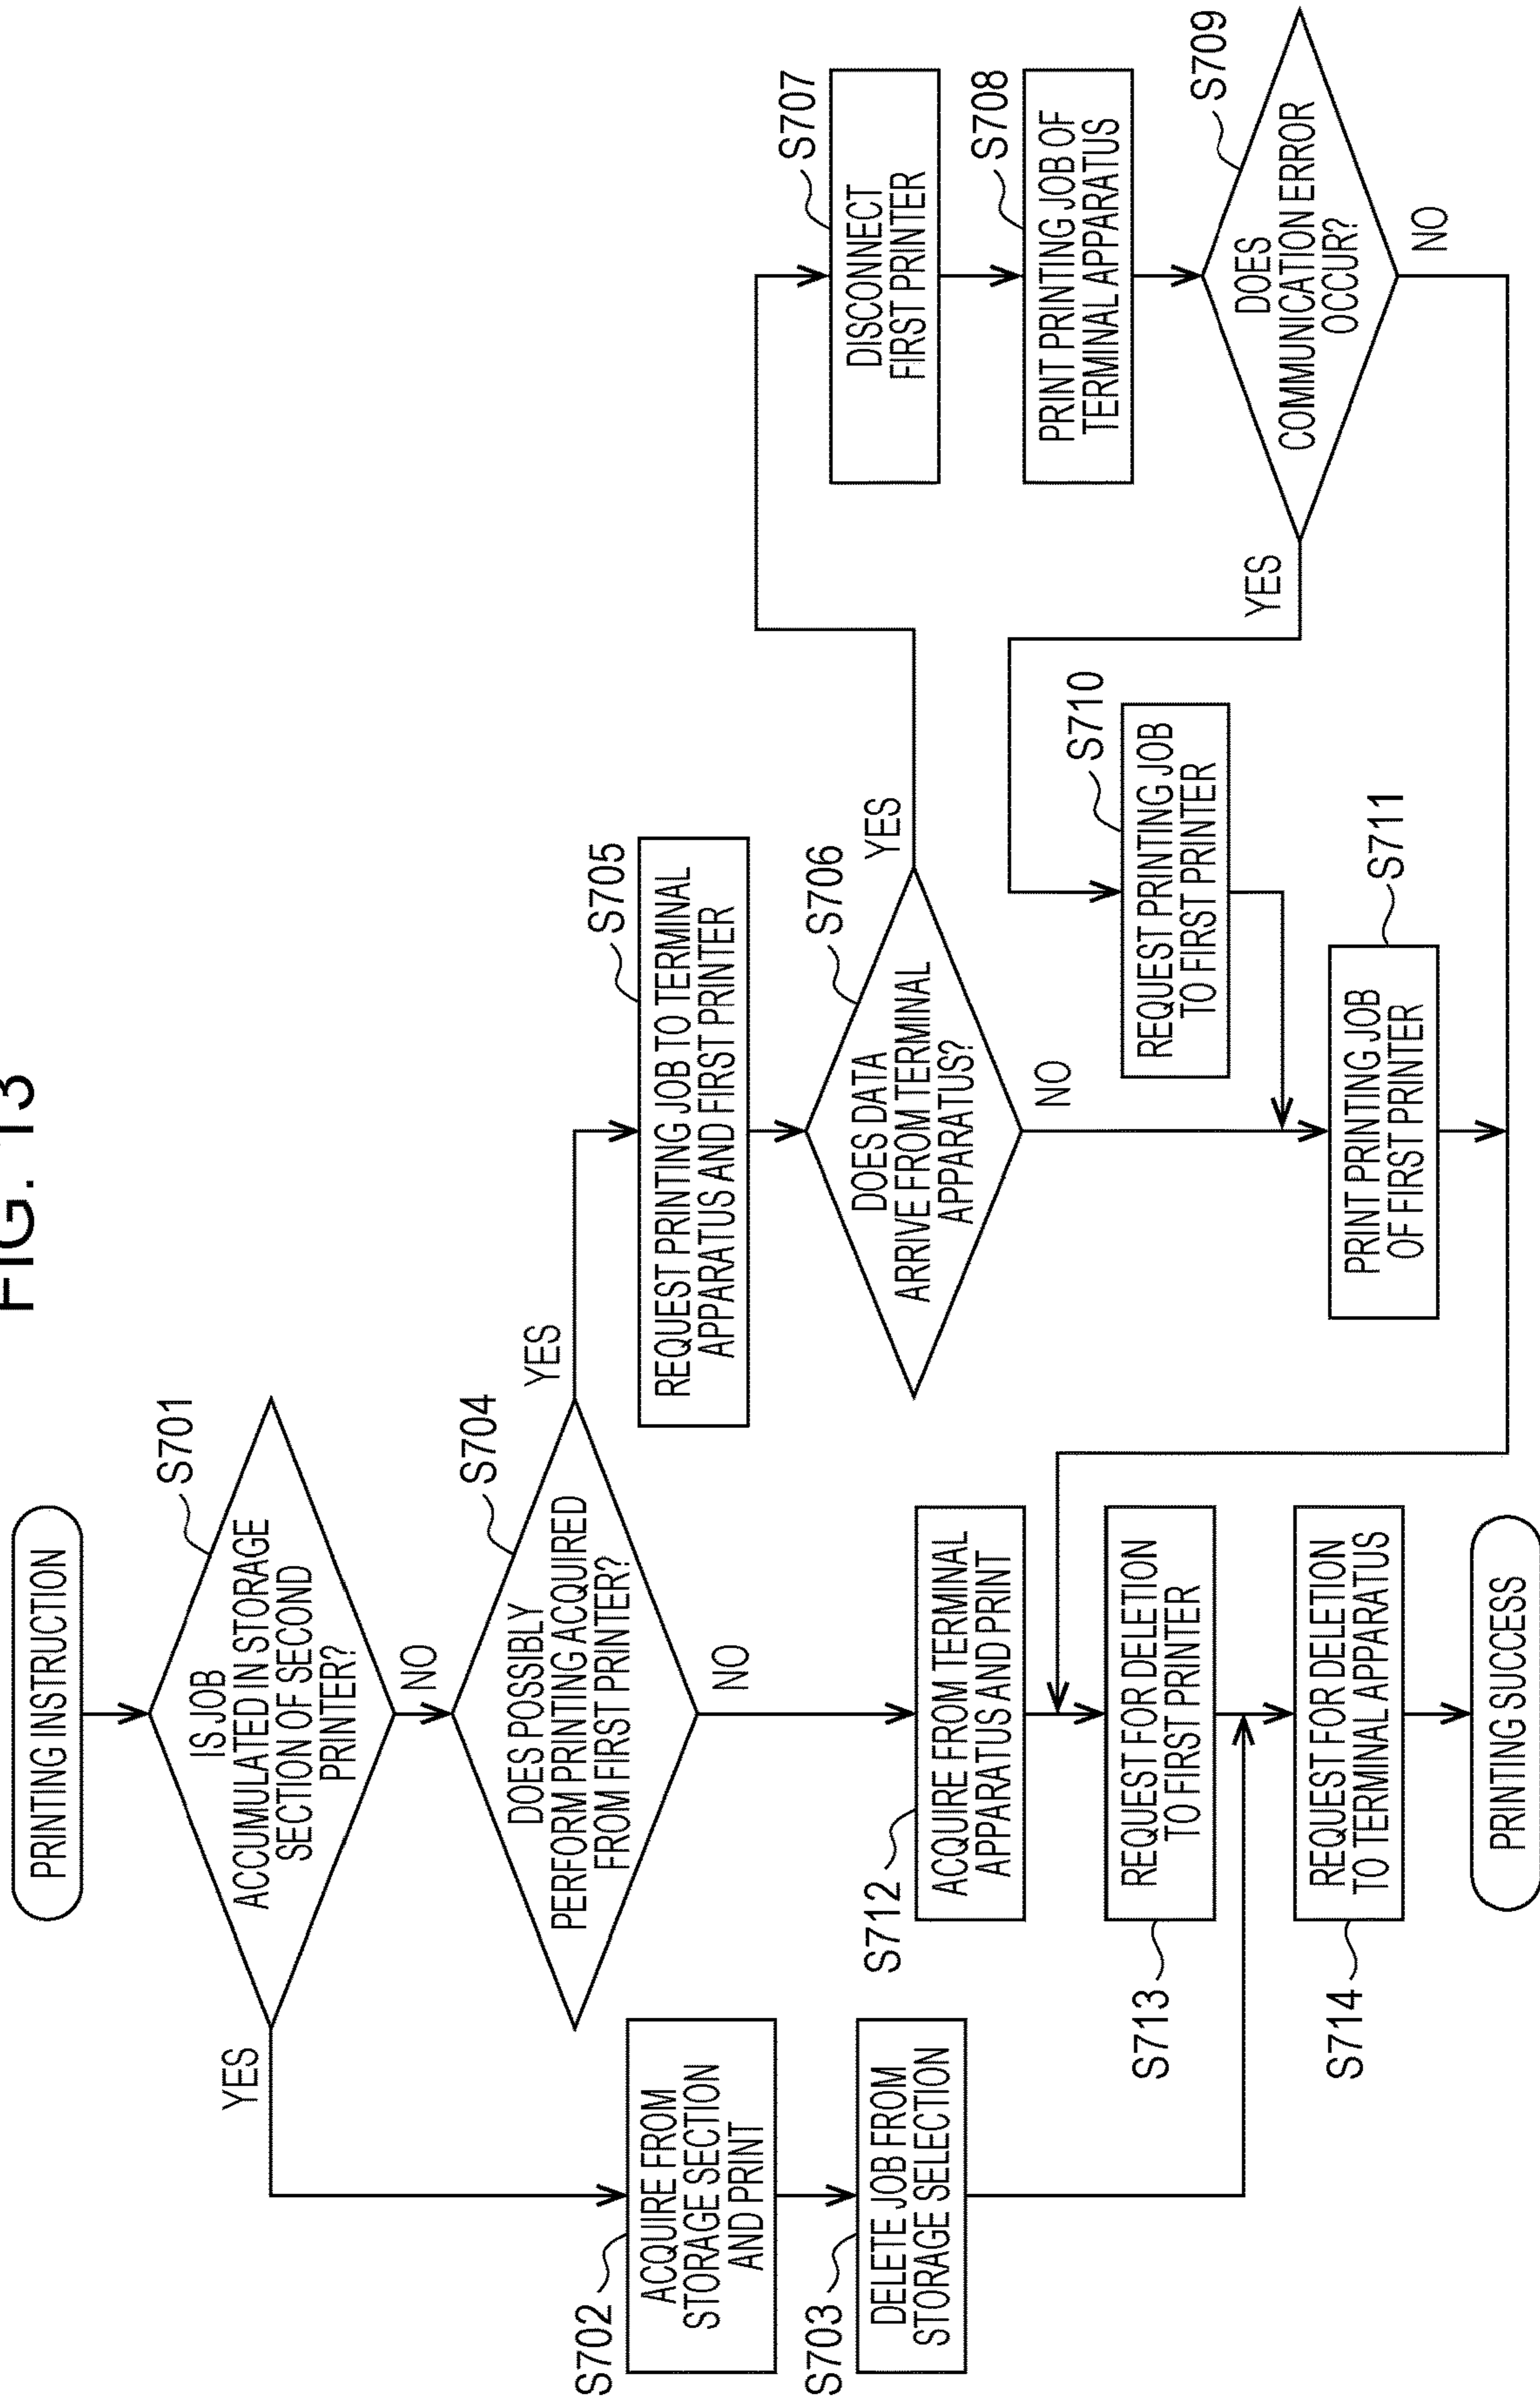 FIG. 13
PRINTING INSTRUCTION
S701
IS JOB
ACCUMULATED IN STORAGE
SECTION OF SECOND
PRINTER?
YES
NO
S702
ACQUIRE FROM
STORAGE SECTION
AND PRINT
S703
DELETE JOB FROM
STORAGE SELECTION
S704
DOES POSSIBLY
PERFORM PRINTING ACQUIRED
FROM FIRST PRINTER?
YES
NO
S705
REQUEST PRINTING JOB TO TERMINAL
APPARATUS AND FIRST PRINTER
S706
DOES DATA
ARRIVE FROM TERMINAL
APPARATUS?
YES
NO
S707
DISCONNECT
FIRST PRINTER
S708
PRINT PRINTING JOB OF
TERMINAL APPARATUS
S709
DOES
COMMUNICATION ERROR
OCCUR?
YES
NO
S710
REQUEST PRINTING JOB
TO FIRST PRINTER
S711
PRINT PRINTING JOB
OF FIRST PRINTER
S712
ACQUIRE FROM TERMINAL
APPARATUS AND PRINT
S713
REQUEST FOR DELETION
TO FIRST PRINTER
S714
REQUEST FOR DELETION
TO TERMINAL APPARATUS
PRINTING SUCCESS